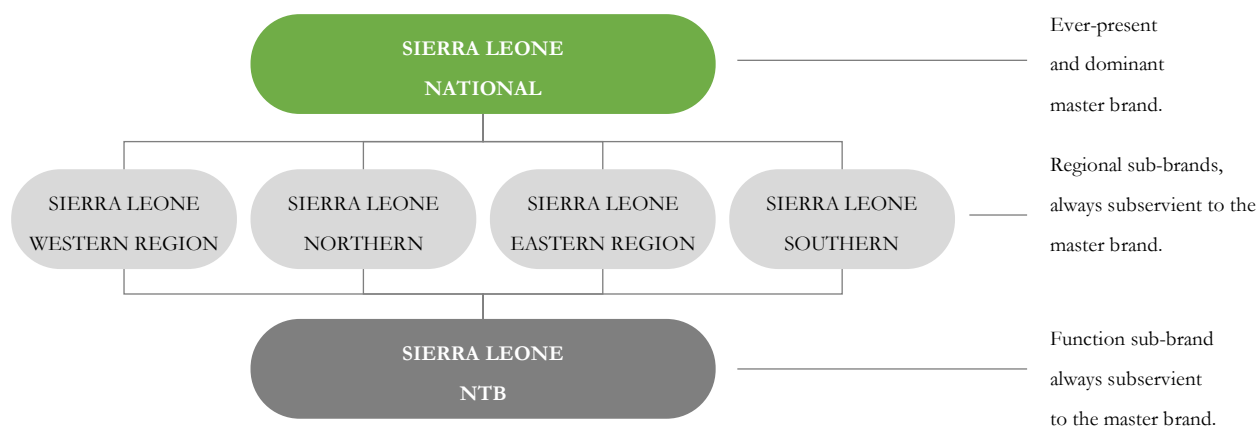 SIERRA LEONE
NATIONAL
Ever-present
and dominant
master brand.
SIERRA LEONE
WESTERN REGION
SIERRA LEONE
NORTHERN
SIERRA LEONE
EASTERN REGION
SIERRA LEONE
SOUTHERN
Regional sub-brands,
always subservient to the
master brand.
SIERRA LEONE
NTB
Function sub-brand
always subservient
to the master brand.